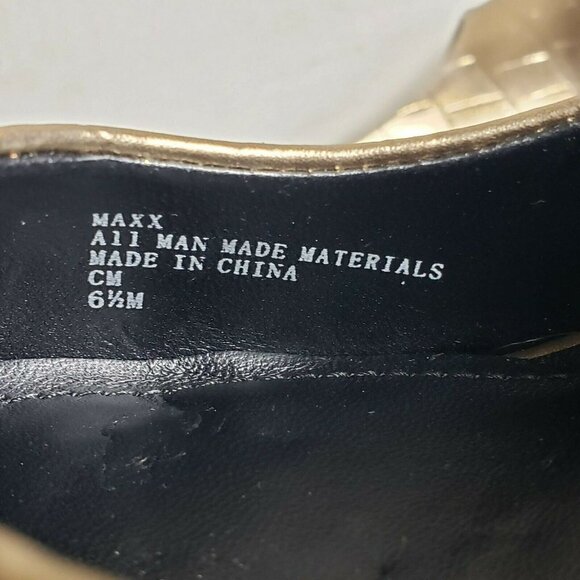 MAXX
All MAN MADE MATERIALS
MADE IN CHINA
CM
6½M